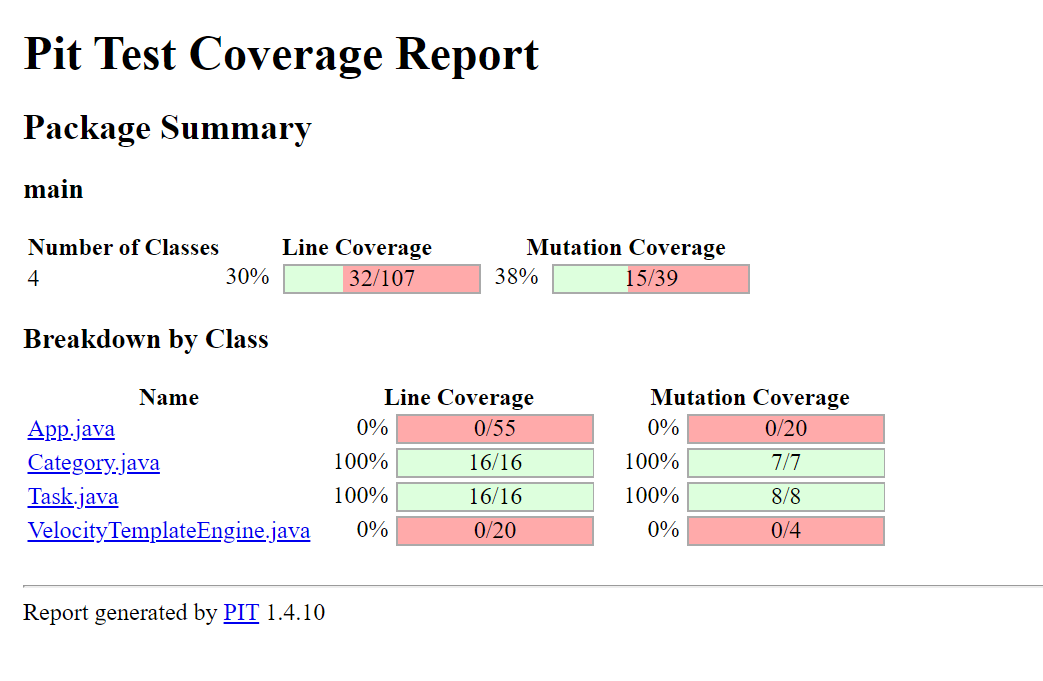 Pit Test Coverage Report
Package Summary
main
Number of Classes Line Coverage Mutation Coverage
4 30% 32/107 38% 15/39
Breakdown by Class
Name Line Coverage Mutation Coverage
App.java 0% 0/55 0% 0/20
Category.java 100% 16/16 100% 7/7
Task.java 100% 16/16 100% 8/8
VelocityTemplateEngine.java 0% 0/20 0% 0/4
Report generated by PIT 1.4.10